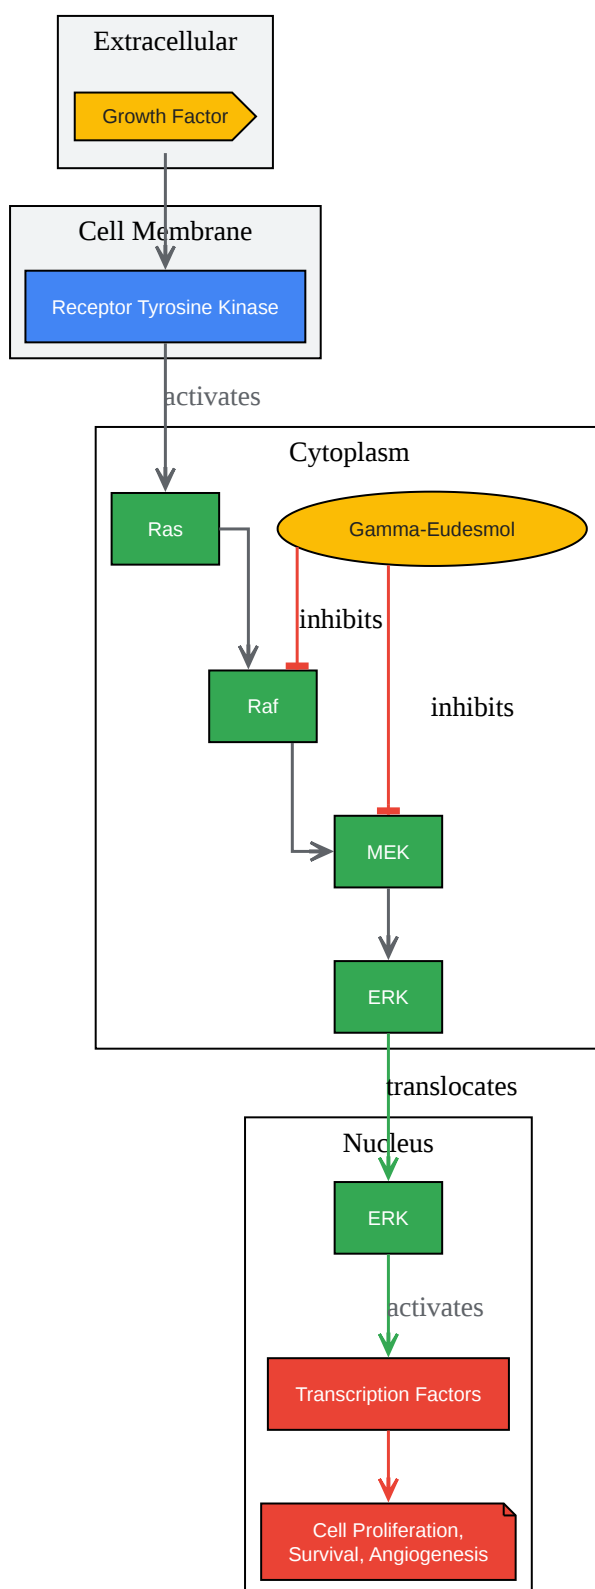 Extracellular
Growth Factor
Cell Membrane
Receptor Tyrosine Kinase
activates
Cytoplasm
Ras
Gamma-Eudesmol
inhibits
Raf
inhibits
MEK
ERK
translocates
Nucleus
ERK
activates
Transcription Factors
Cell Proliferation,
Survival, Angiogenesis